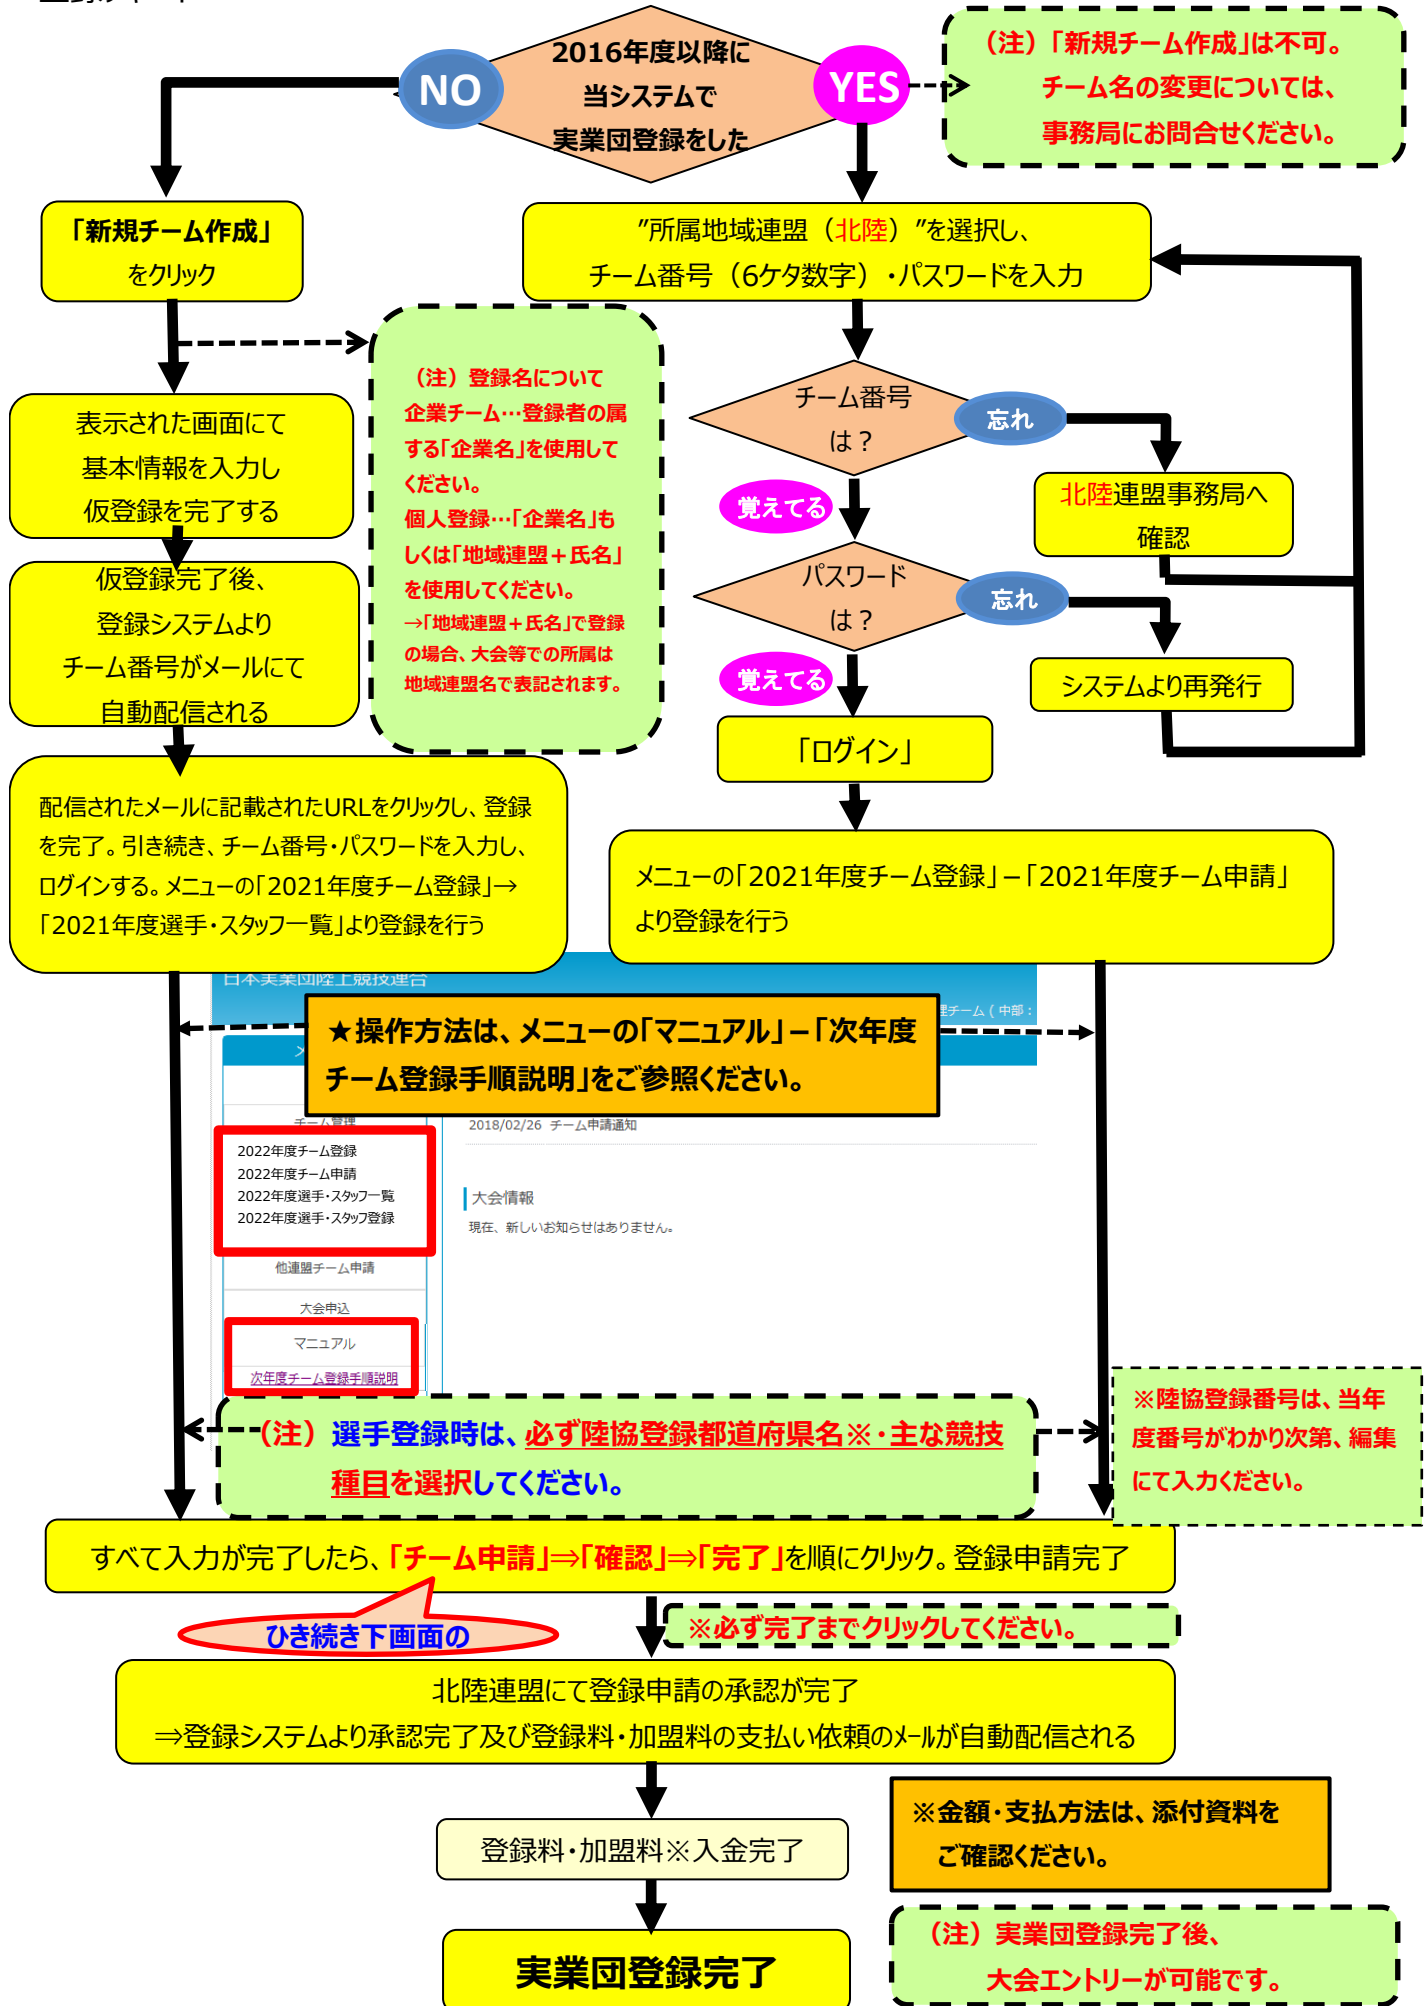 2016年度以降に
当システムで
実業団登録をした
NO
YES
(注)「新規チーム作成」は不可。
チーム名の変更については、
事務局にお問合せください。
「新規チーム作成」
をクリック
”所属地域連盟（北陸）”を選択し、
チーム番号（6ケタ数字）・パスワードを入力
(注) 登録名について
企業チーム…登録者の属
する「企業名」を使用して
ください。
個人登録…「企業名」も
しくは「地域連盟＋氏名」
を使用してください。
→「地域連盟＋氏名」で登録
の場合、大会等での所属は
地域連盟名で表記されます。
チーム番号
は？
忘れ
覚えてる
北陸連盟事務局へ
確認
表示された画面にて
基本情報を入力し
仮登録を完了する
パスワード
は？
忘れ
覚えてる
システムより再発行
仮登録完了後、
登録システムより
チーム番号がメールにて
自動配信される
「ログイン」
配信されたメールに記載されたURLをクリックし、登録
を完了。引き続き、チーム番号・パスワードを入力し、
ログインする。メニューの「2021年度チーム登録」→
「2021年度選手・スタッフ一覧」より登録を行う
メニューの「2021年度チーム登録」－「2021年度チーム申請」
より登録を行う
日本実業団陸上競技連合
チーム ( 中部：
★操作方法は、メニューの「マニュアル」－「次年度
チーム登録手順説明」をご参照ください。
チーム管理
2018/02/26 チーム申請通知
2022年度チーム登録
2022年度チーム申請
2022年度選手・スタッフ一覧
2022年度選手・スタッフ登録
大会情報
現在、新しいお知らせはありません。
他連盟チーム申請
大会申込
マニュアル
次年度チーム登録手順説明
(注) 選手登録時は、必ず陸協登録都道府県名※・主な競技
種目を選択してください。
※陸協登録番号は、当年
度番号がわかり次第、編集
にて入力ください。
すべて入力が完了したら、「チーム申請」⇒「確認」⇒「完了」を順にクリック。登録申請完了
ひき続き下画面の
※必ず完了までクリックしてください。
北陸連盟にて登録申請の承認が完了
⇒登録システムより承認完了及び登録料・加盟料の支払い依頼のメールが自動配信される
登録料・加盟料※入金完了
※金額・支払方法は、添付資料を
ご確認ください。
実業団登録完了
(注) 実業団登録完了後、
大会エントリーが可能です。